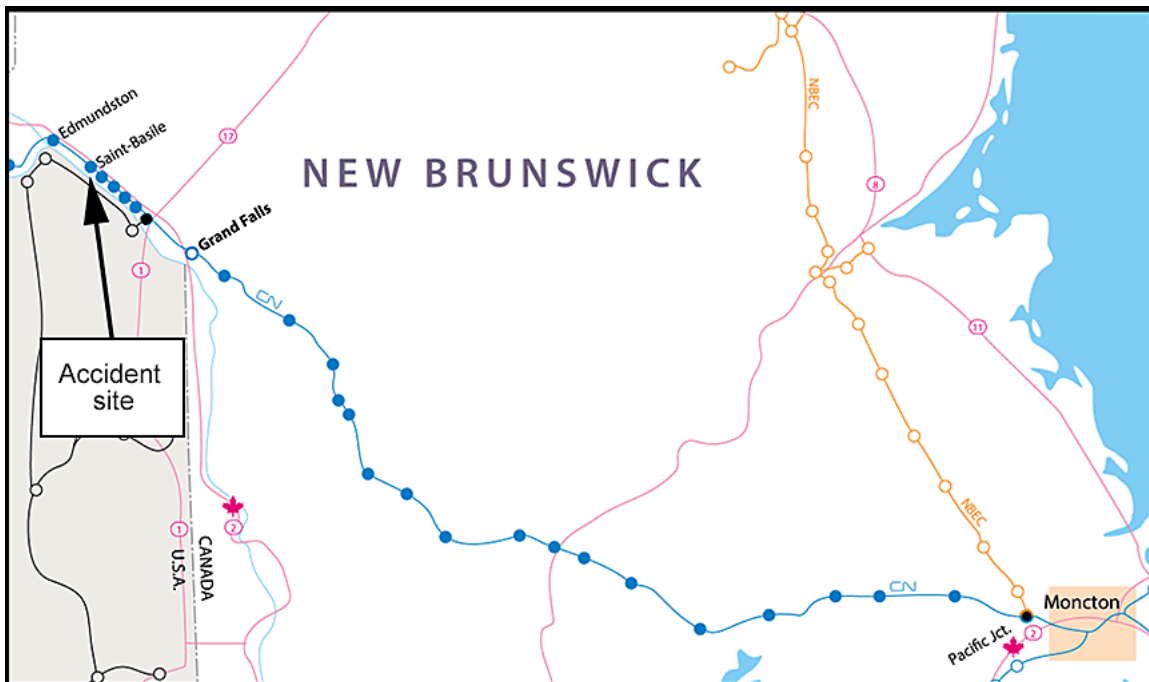 Edmundston
Saint-Basile
17
NEW BRUNSWICK
NBEC
8
Grand Falls
1
CN
11
Accident
site
2
1
U.S.A.
CANADA
NBEC
CN
Moncton
Pacific Jct.
2